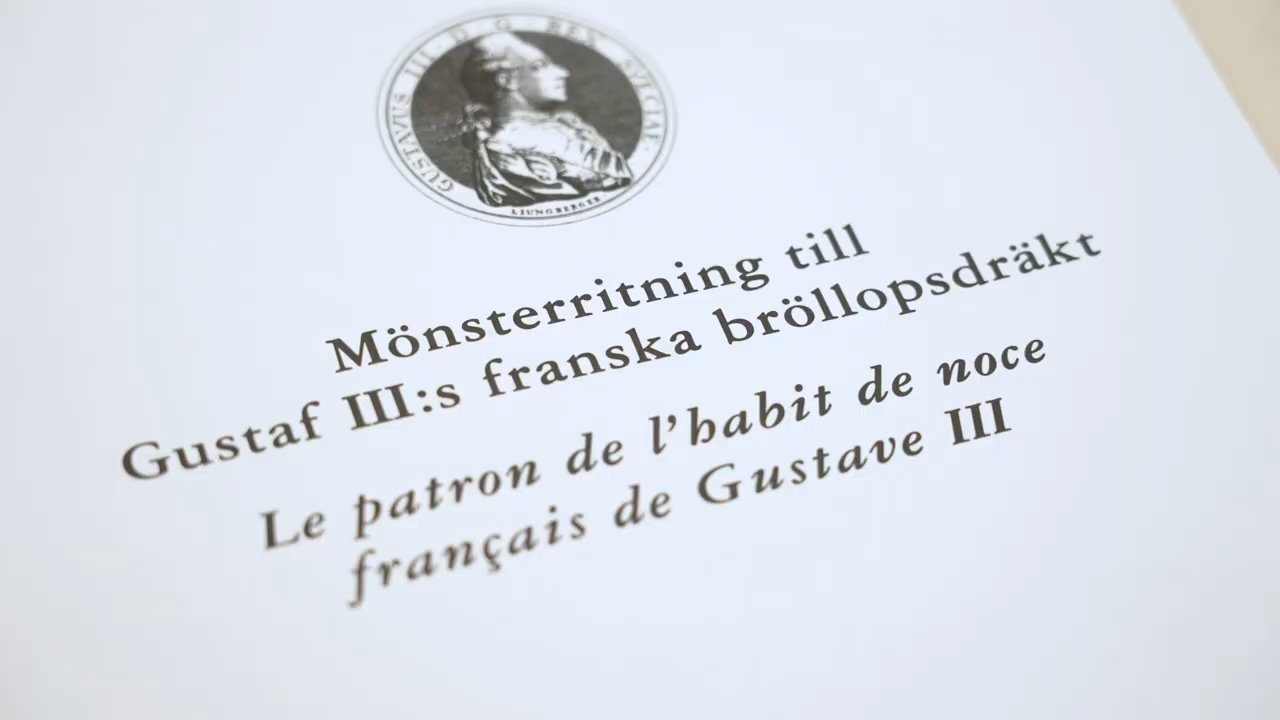 GUSTAVUS III D G REX SVECIAE.
LJUNGBERGER
Mönsterritning till
Gustaf III:s franska bröllopsdräkt
Le patron de l'habit de noce
français de Gustave III